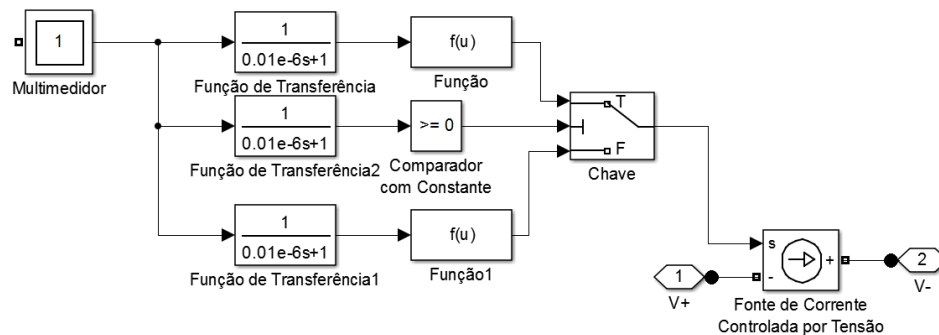 1
Multimedidor
1
0.01e-6s+1
Função de Transferência
f(u)
Função
1
0.01e-6s+1
Função de Transferência2
>= 0
Comparador
com Constante
T
F
Chave
1
0.01e-6s+1
Função de Transferência1
f(u)
Função1
s
-
+
1
V+
Fonte de Corrente
Controlada por Tensão
2
V-